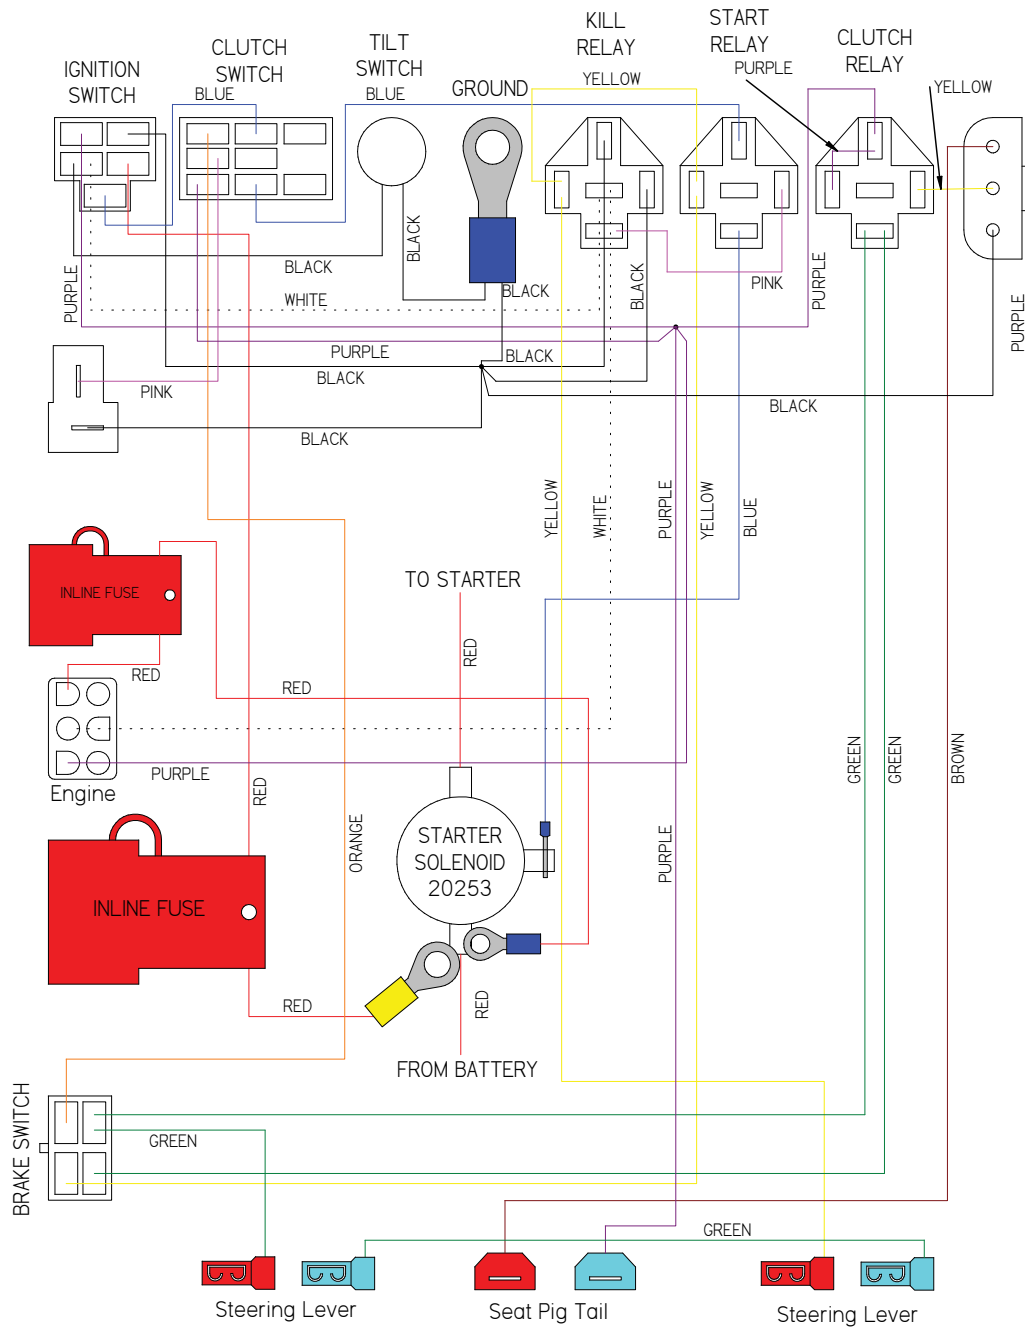 KILL
RELAY
START
RELAY
CLUTCH
RELAY
TILT
SWITCH
CLUTCH
SWITCH
IGNITION
SWITCH
GROUND
YELLOW
PURPLE
YELLOW
BLUE
BLUE
BLACK
BLACK
BLACK
BLACK
PURPLE
WHITE
PINK
PURPLE
PURPLE
PURPLE
BLACK
BLACK
PINK
BLACK
BLACK
YELLOW
WHITE
PURPLE
YELLOW
BLUE
TO STARTER
INLINE FUSE
RED
RED
RED
Engine
PURPLE
RED
ORANGE
GREEN
GREEN
BROWN
STARTER
SOLENOID
20253
PURPLE
INLINE FUSE
RED
RED
FROM BATTERY
BRAKE SWITCH
GREEN
GREEN
Steering Lever
Seat Pig Tail
Steering Lever